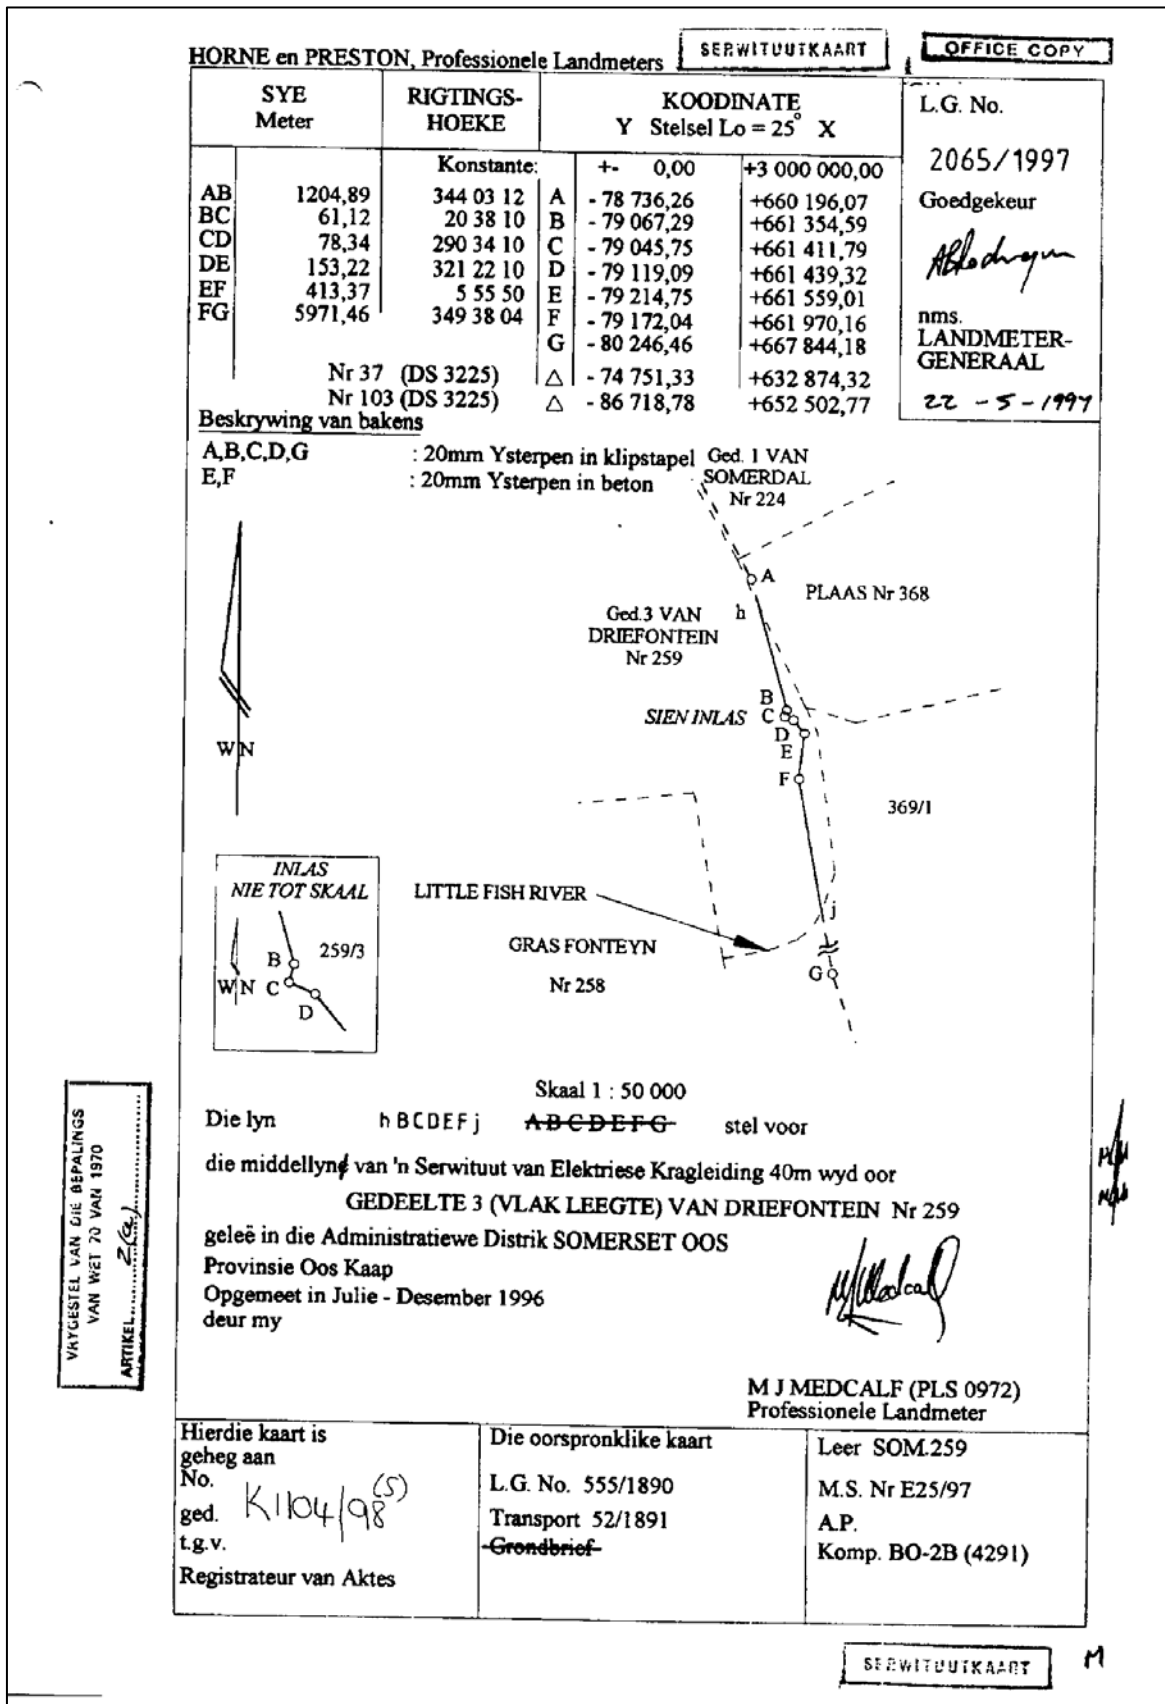 HORNE en PRESTON, Professionele Landmeters
SERWITUUTKAART
OFFICE COPY
SYE
Meter
RIGTINGS-
HOEKE
KOODINATE
Y Stelsel Lo = 25° X
Konstante: +- 0,00 +3 000 000,00
AB 1204,89 344 03 12 A - 78 736,26 +660 196,07
BC 61,12 20 38 10 B - 79 067,29 +661 354,59
CD 78,34 290 34 10 C - 79 045,75 +661 411,79
DE 153,22 321 22 10 D - 79 119,09 +661 439,32
EF 413,37 5 55 50 E - 79 214,75 +661 559,01
FG 5971,46 349 38 04 F - 79 172,04 +661 970,16
G - 80 246,46 +667 844,18
Nr 37 (DS 3225) △ - 74 751,33 +632 874,32
Nr 103 (DS 3225) △ - 86 718,78 +652 502,77
L.G. No.
2065/1997
Goedgekeur
nms.
LANDMETER-
GENERAAL
22 - 5 - 1997
Beskrywing van bakens
A,B,C,D,G : 20mm Ysterpen in klipstapel
E,F : 20mm Ysterpen in beton
Ged. 1 VAN
SOMERDAL
Nr 224
A
PLAAS Nr 368
h
Ged.3 VAN
DRIEFONTEIN
Nr 259
B
SIEN INLAS C
D
E
F
WN
369/1
INLAS
NIE TOT SKAAL
259/3
B
WN C
D
LITTLE FISH RIVER
j
GRAS FONTEYN
Nr 258
G
Skaal 1 : 50 000
Die lyn hBCDEFj ABCDEFG stel voor
die middellyn van 'n Serwituut van Elektriese Kragleiding 40m wyd oor
GEDEELTE 3 (VLAK LEEGTE) VAN DRIEFONTEIN Nr 259
geleë in die Administratiewe Distrik SOMERSET OOS
Provinsie Oos Kaap
Opgemeet in Julie - Desember 1996
deur my
M J MEDCALF (PLS 0972)
Professionele Landmeter
VRYGESTEL VAN DIE BEPALINGS
VAN WET 70 VAN 1970
ARTIKEL 2(a)
Hierdie kaart is
geheg aan
No. K1104/98(S)
ged.
t.g.v.
Registrateur van Aktes
Die oorspronklike kaart
L.G. No. 555/1890
Transport 52/1891
Grondbrief
Leer SOM.259
M.S. Nr E25/97
A.P.
Komp. BO-2B (4291)
SERWITUUTKAART
M